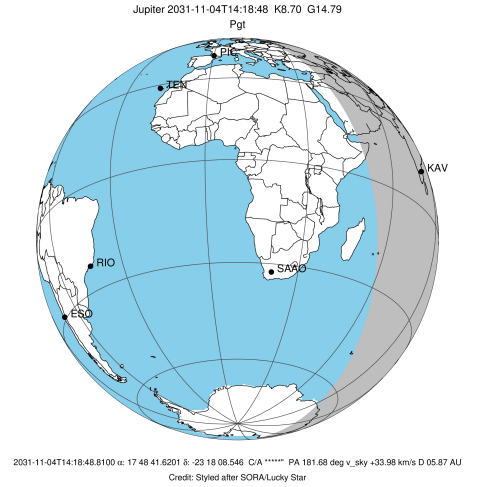 Jupiter 2031-11-04T14:18:48 K8.70 G14.79
Pgt
PIC
TEN
KAV
RIO
SAAO
ESO
2031-11-04T14:18:48.8100 α: 17 48 41.6201 δ: -23 18 08.546 C/A *****" PA 181.68 deg v_sky +33.98 km/s D 05.87 AU
Credit: Styled after SORA/Lucky Star